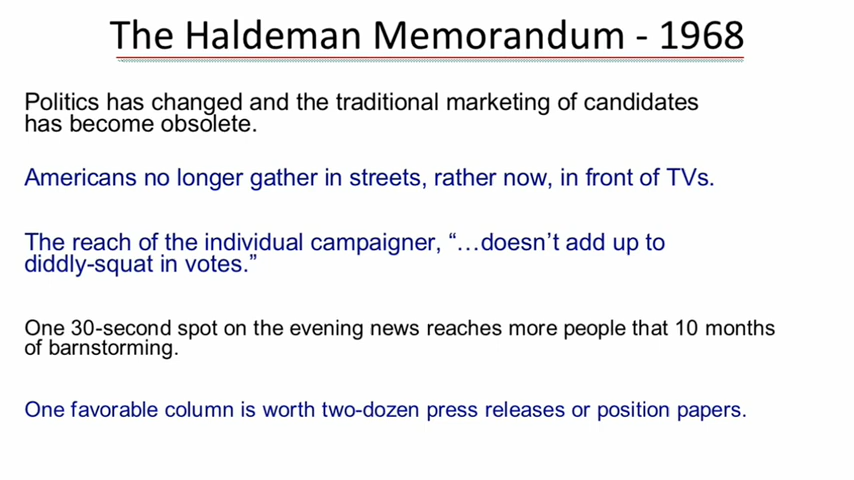 The Haldeman Memorandum - 1968
Politics has changed and the traditional marketing of candidates
has become obsolete.
Americans no longer gather in streets, rather now, in front of TVs.
The reach of the individual campaigner, “…doesn’t add up to
diddly-squat in votes.”
One 30-second spot on the evening news reaches more people that 10 months
of barnstorming.
One favorable column is worth two-dozen press releases or position papers.